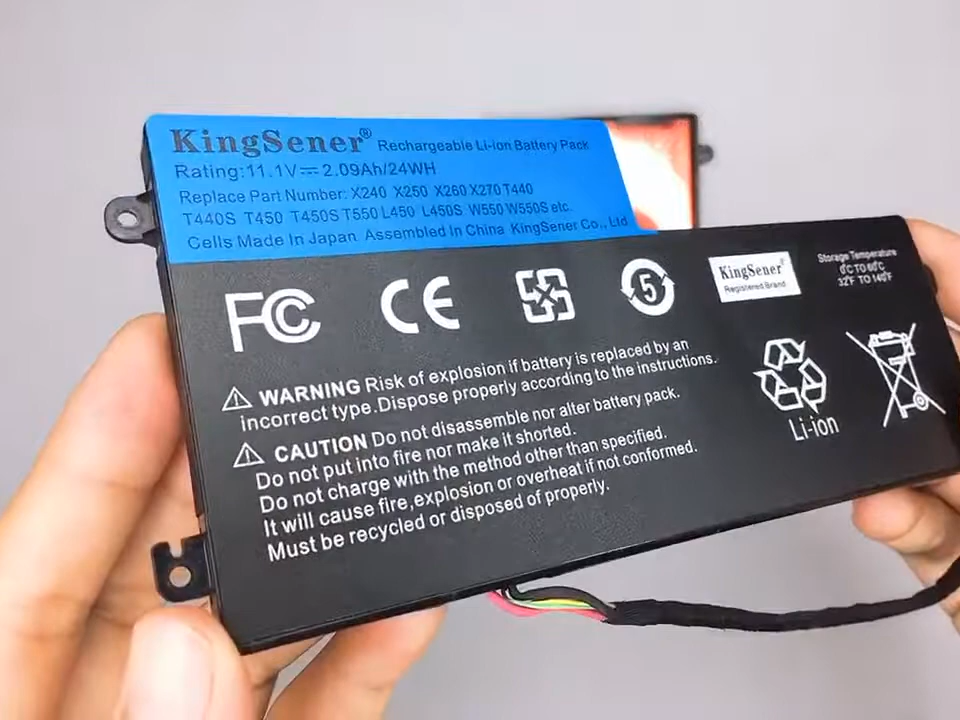 KingSener® Rechargeable Li-ion Battery Pack
Rating:11.1V⎓2.09Ah/24WH
Replace Part Number: X240 X250 X260 X270 T440
T440S T450 T450S T550 L450 L450S W550 W550S etc.
Cells Made In Japan Assembled In China KingSener Co., Ltd
FC CE 5
KingSener®
Registered Brand
Storage Temperature
0°C TO 60°C
32°F TO 140°F
WARNING Risk of explosion if battery is replaced by an
incorrect type.Dispose properly according to the instructions.
CAUTION Do not disassemble nor alter battery pack.
Do not put into fire nor make it shorted.
Do not charge with the method other than specified.
It will cause fire,explosion or overheat if not conformed.
Must be recycled or disposed of properly.
Li-ion